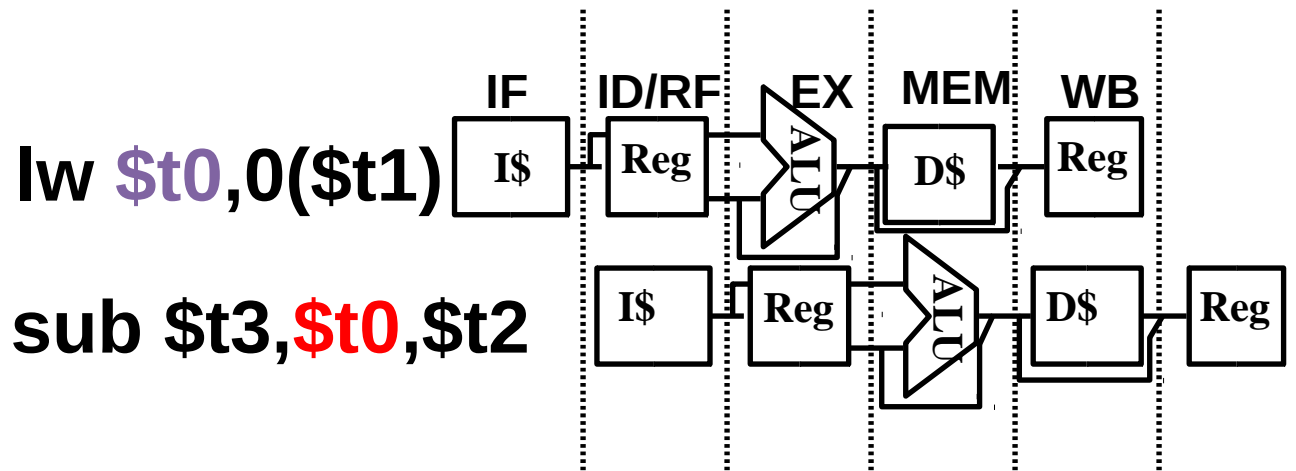 IF ID/RF EX MEM WB
lw $t0,0($t1) I$ Reg ALU D$ Reg
sub $t3,$t0,$t2 I$ Reg ALU D$ Reg